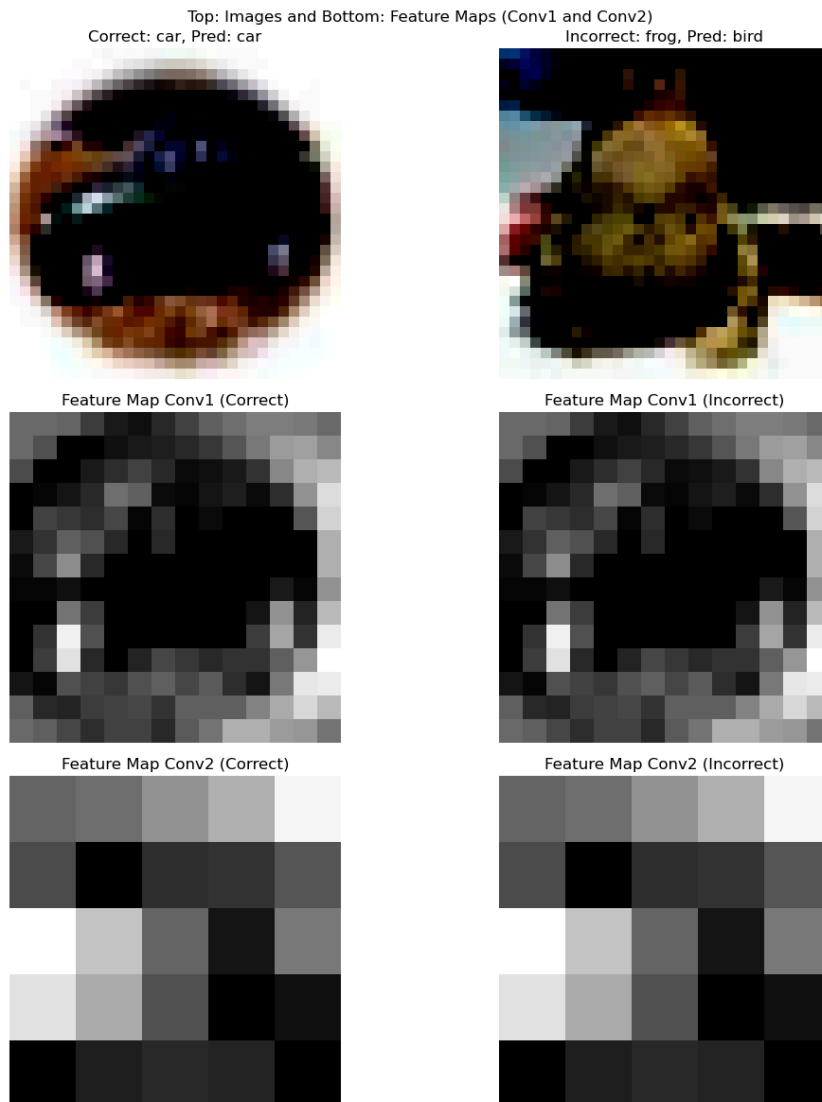 Top: Images and Bottom: Feature Maps (Conv1 and Conv2)
Correct: car, Pred: car
Incorrect: frog, Pred: bird
Feature Map Conv1 (Correct)
Feature Map Conv1 (Incorrect)
Feature Map Conv2 (Correct)
Feature Map Conv2 (Incorrect)